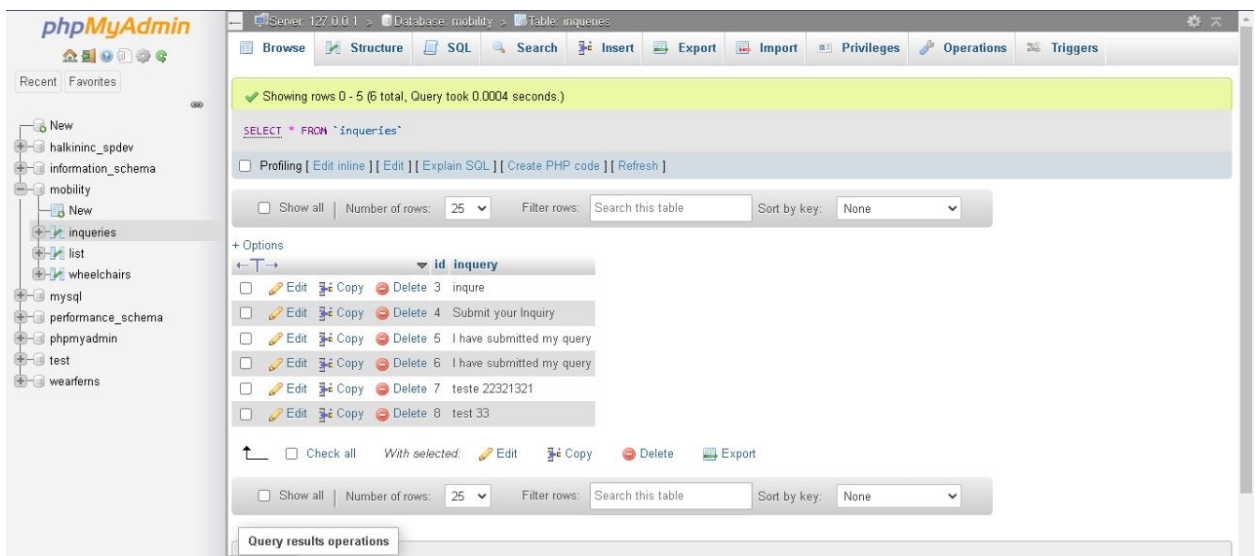 phpMyAdmin
Recent Favorites
New
halkininc_spdev
information_schema
mobility
New
inqueries
list
wheelchairs
mysql
performance_schema
phpmyadmin
test
wearferns
Server: 127.0.0.1 » Database: mobility » Table: inqueries
Browse Structure SQL Search Insert Export Import Privileges Operations Triggers
Showing rows 0 - 5 (6 total, Query took 0.0004 seconds.)
SELECT * FROM `inqueries`
Profiling [ Edit inline ] [ Edit ] [ Explain SQL ] [ Create PHP code ] [ Refresh ]
Show all | Number of rows: 25 Filter rows: Search this table Sort by key: None
+ Options
←T→ id inquery
Edit Copy Delete 3 inqure
Edit Copy Delete 4 Submit your Inquiry
Edit Copy Delete 5 I have submitted my query
Edit Copy Delete 6 I have submitted my query
Edit Copy Delete 7 teste 22321321
Edit Copy Delete 8 test 33
Check all With selected: Edit Copy Delete Export
Show all | Number of rows: 25 Filter rows: Search this table Sort by key: None
Query results operations